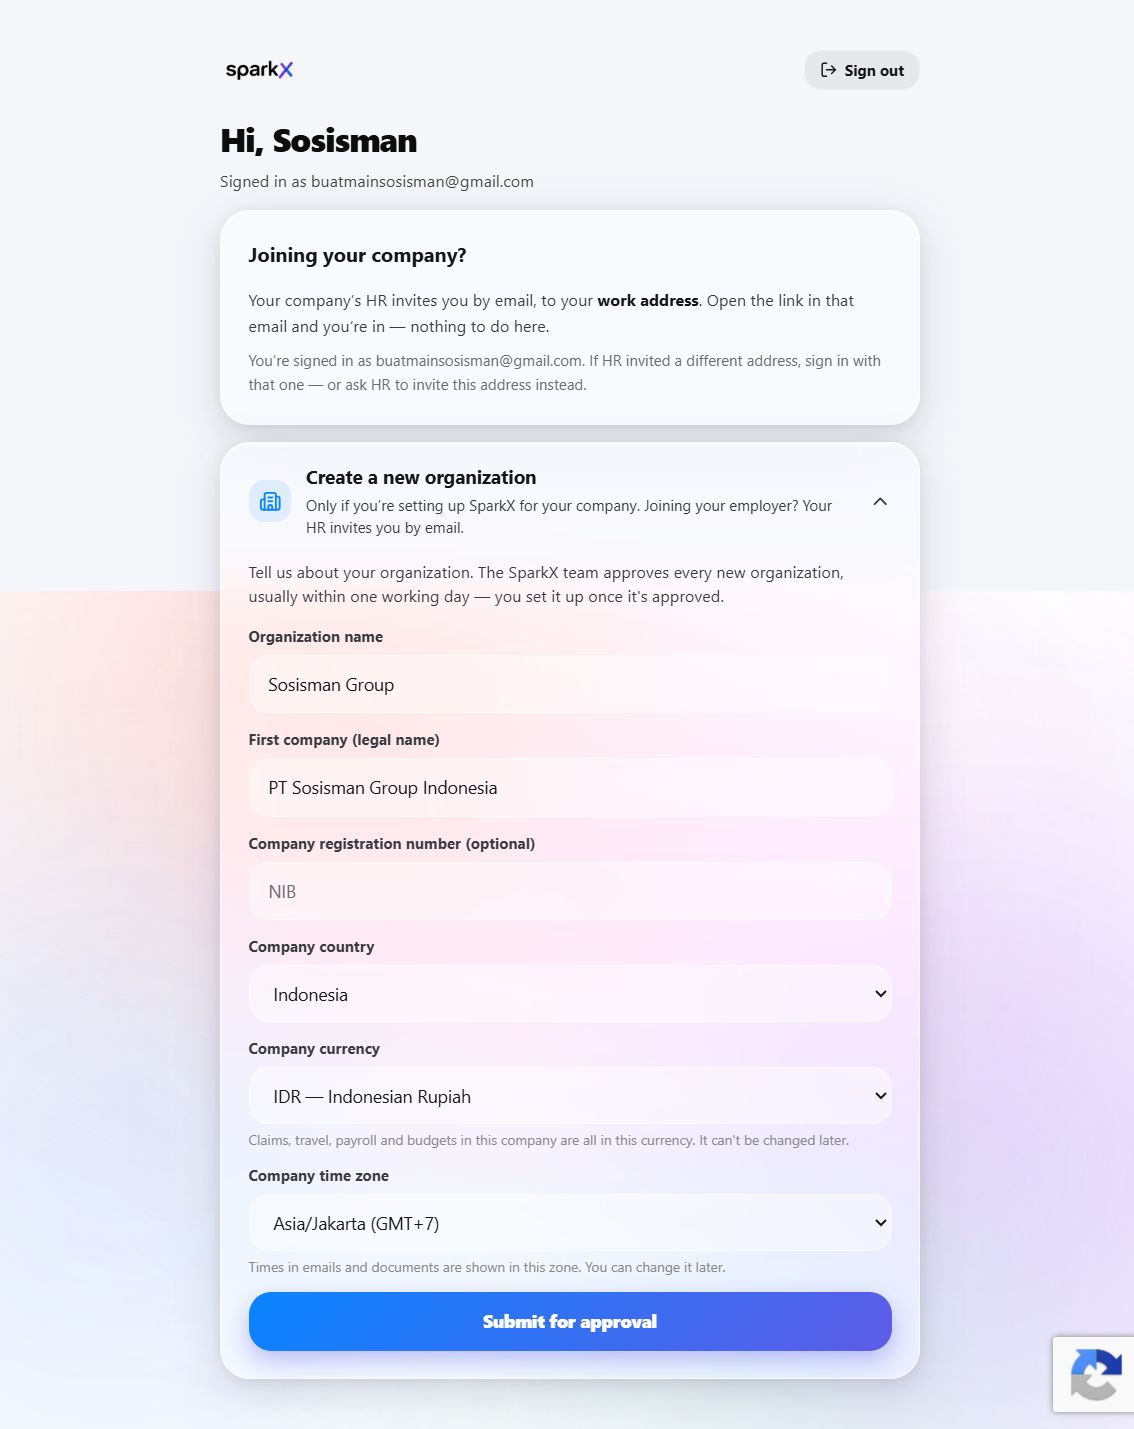 sparkX
Sign out
Hi, Sosisman
Signed in as buatmainsosisman@gmail.com
Joining your company?
Your company's HR invites you by email, to your work address. Open the link in that
email and you're in — nothing to do here.
You're signed in as buatmainsosisman@gmail.com. If HR invited a different address, sign in with
that one — or ask HR to invite this address instead.
Create a new organization
Only if you're setting up SparkX for your company. Joining your employer? Your
HR invites you by email.
Tell us about your organization. The SparkX team approves every new organization,
usually within one working day — you set it up once it's approved.
Organization name
Sosisman Group
First company (legal name)
PT Sosisman Group Indonesia
Company registration number (optional)
NIB
Company country
Indonesia
Company currency
IDR — Indonesian Rupiah
Claims, travel, payroll and budgets in this company are all in this currency. It can't be changed later.
Company time zone
Asia/Jakarta (GMT+7)
Times in emails and documents are shown in this zone. You can change it later.
Submit for approval